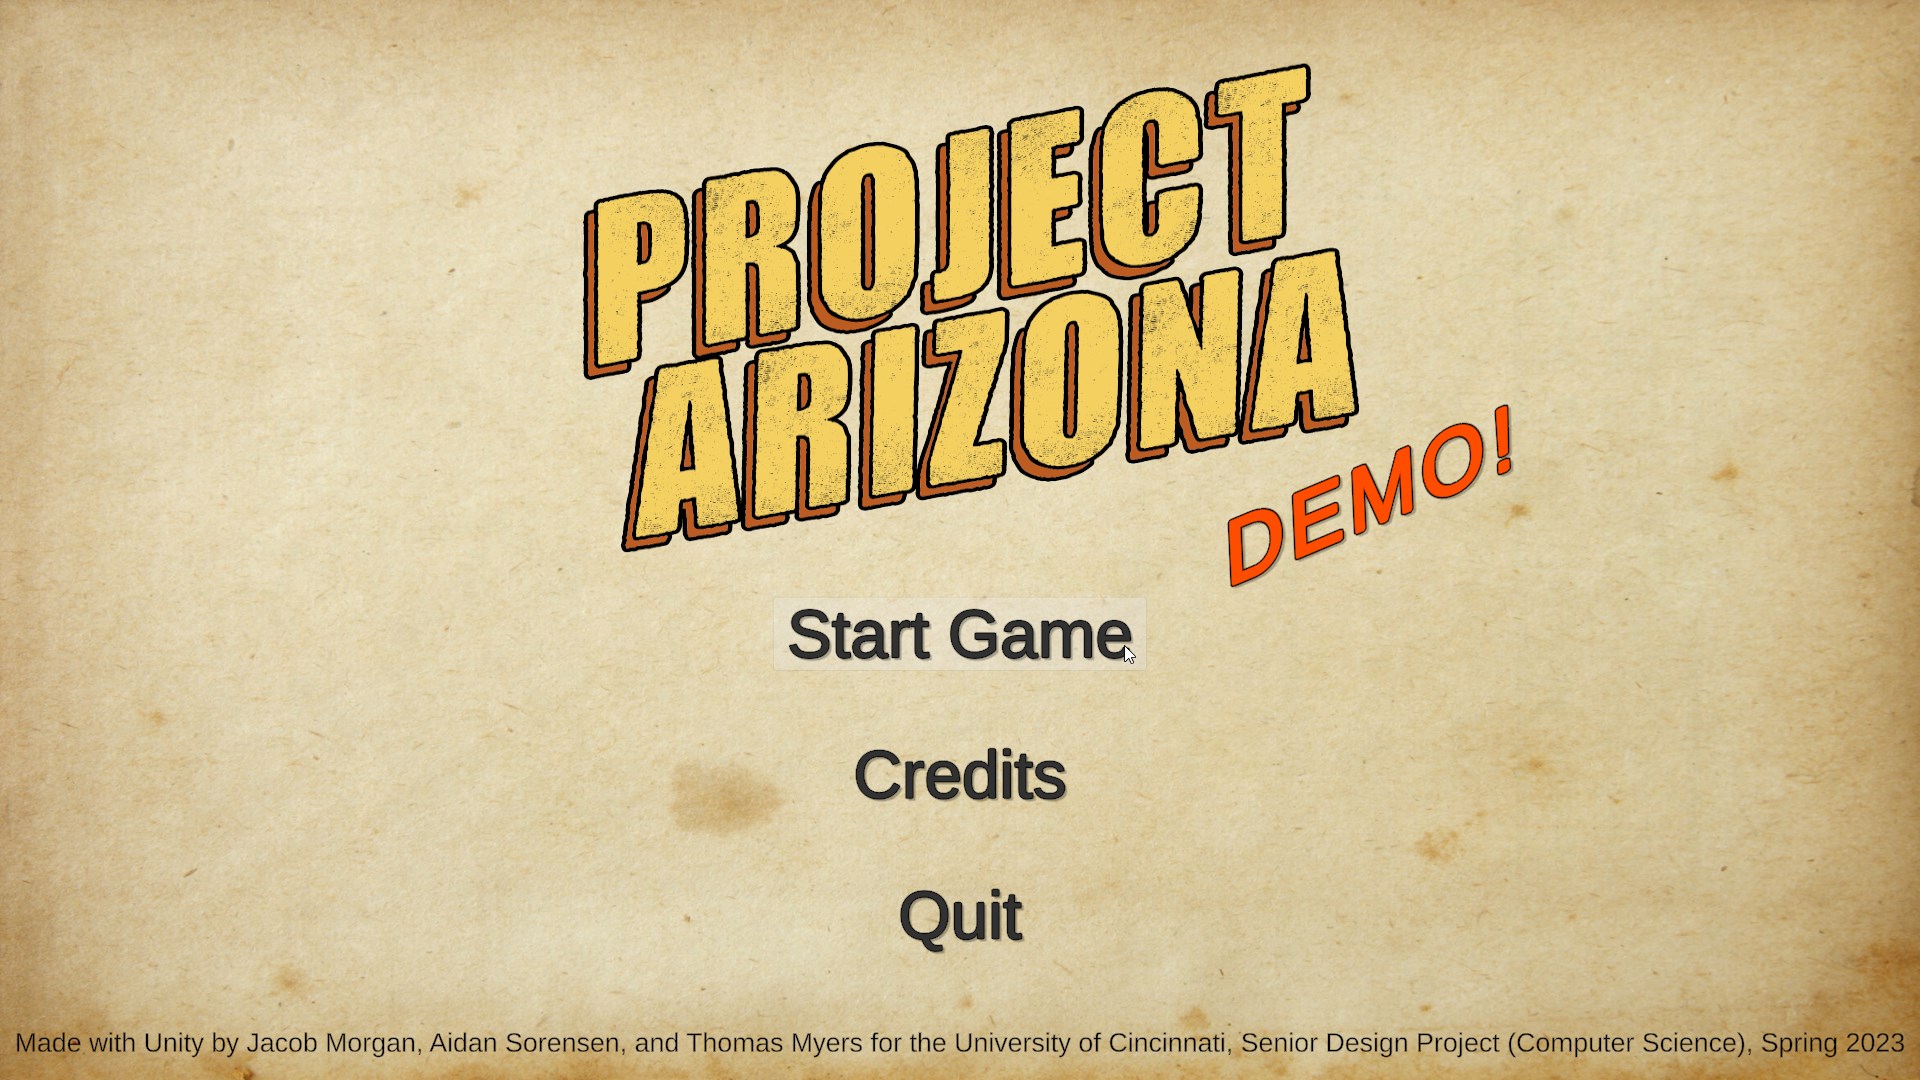 PROJECT
ARIZONA
DEMO!
Start Game
Credits
Quit
Made with Unity by Jacob Morgan, Aidan Sorensen, and Thomas Myers for the University of Cincinnati, Senior Design Project (Computer Science), Spring 2023